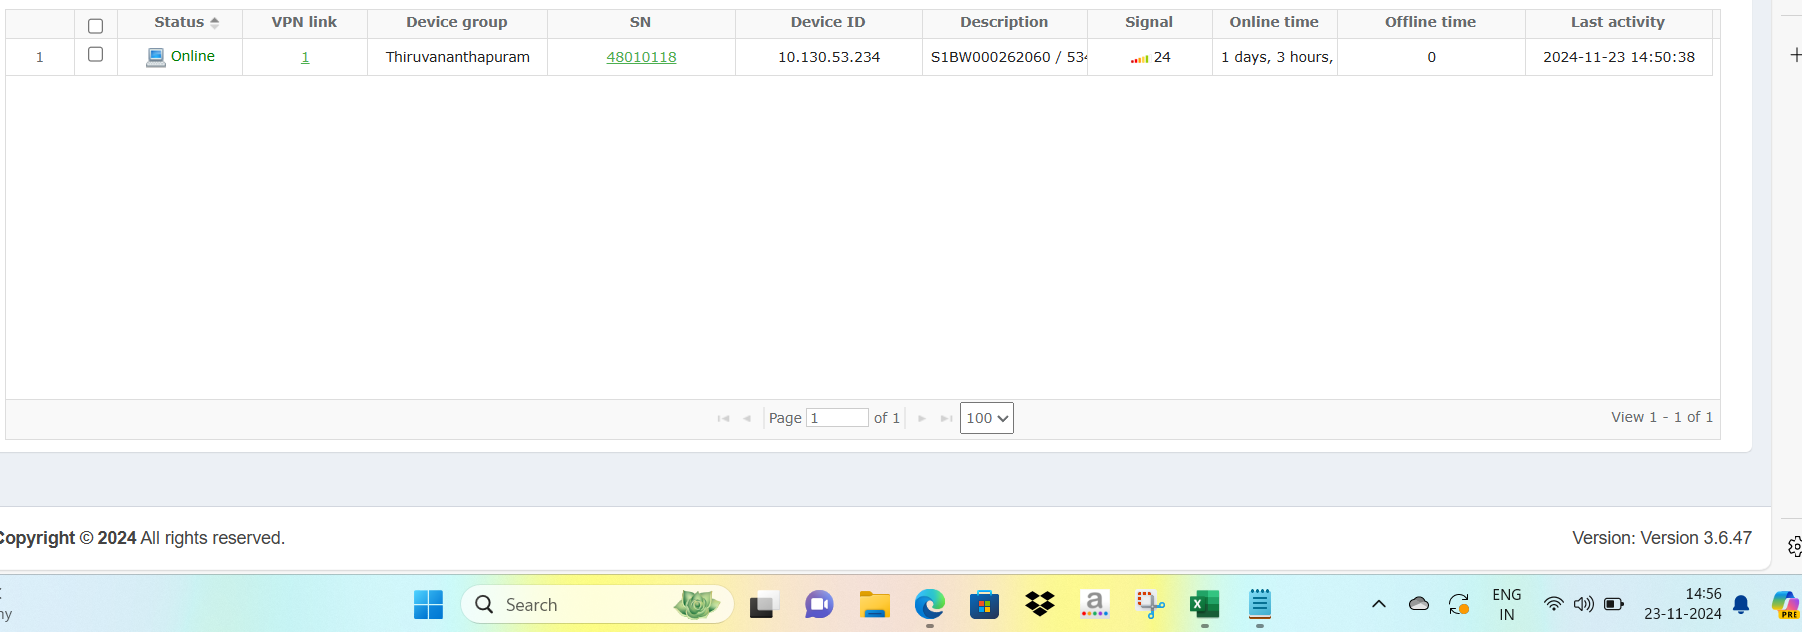 Status VPN link Device group SN Device ID Description Signal Online time Offline time Last activity
1 Online 1 Thiruvananthapuram 48010118 10.130.53.234 S1BW000262060 / 534 24 1 days, 3 hours, 0 2024-11-23 14:50:38
Page 1 of 1 100 View 1 - 1 of 1
Copyright © 2024 All rights reserved. Version: Version 3.6.47
Search
ENG
IN
14:56
23-11-2024
PRE